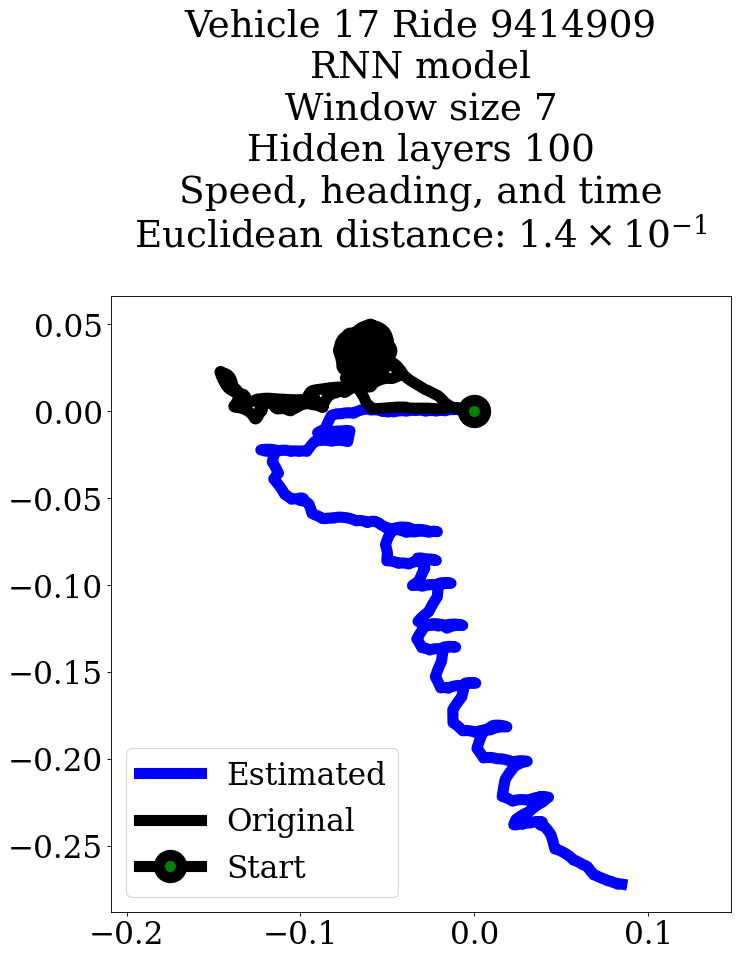 Vehicle 17 Ride 9414909
RNN model
Window size 7
Hidden layers 100
Speed, heading, and time
Euclidean distance: 1.4 × 10⁻¹
0.05
0.00
−0.05
−0.10
−0.15
−0.20
−0.25
Estimated
Original
Start
−0.2
−0.1
0.0
0.1